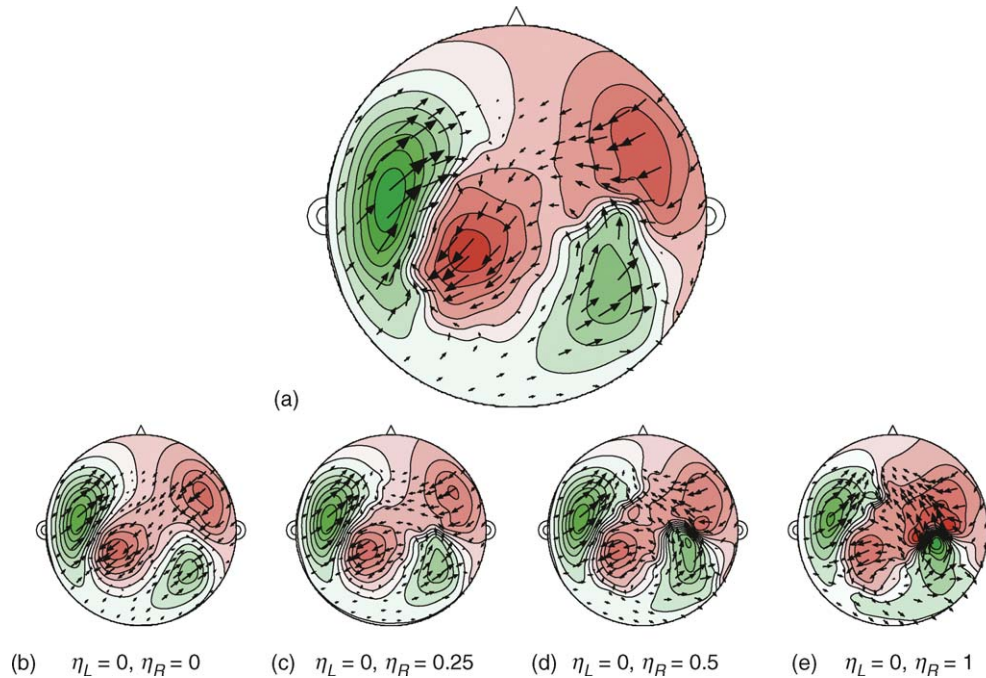 (a)
(b) η_L = 0, η_R = 0
(c) η_L = 0, η_R = 0.25
(d) η_L = 0, η_R = 0.5
(e) η_L = 0, η_R = 1